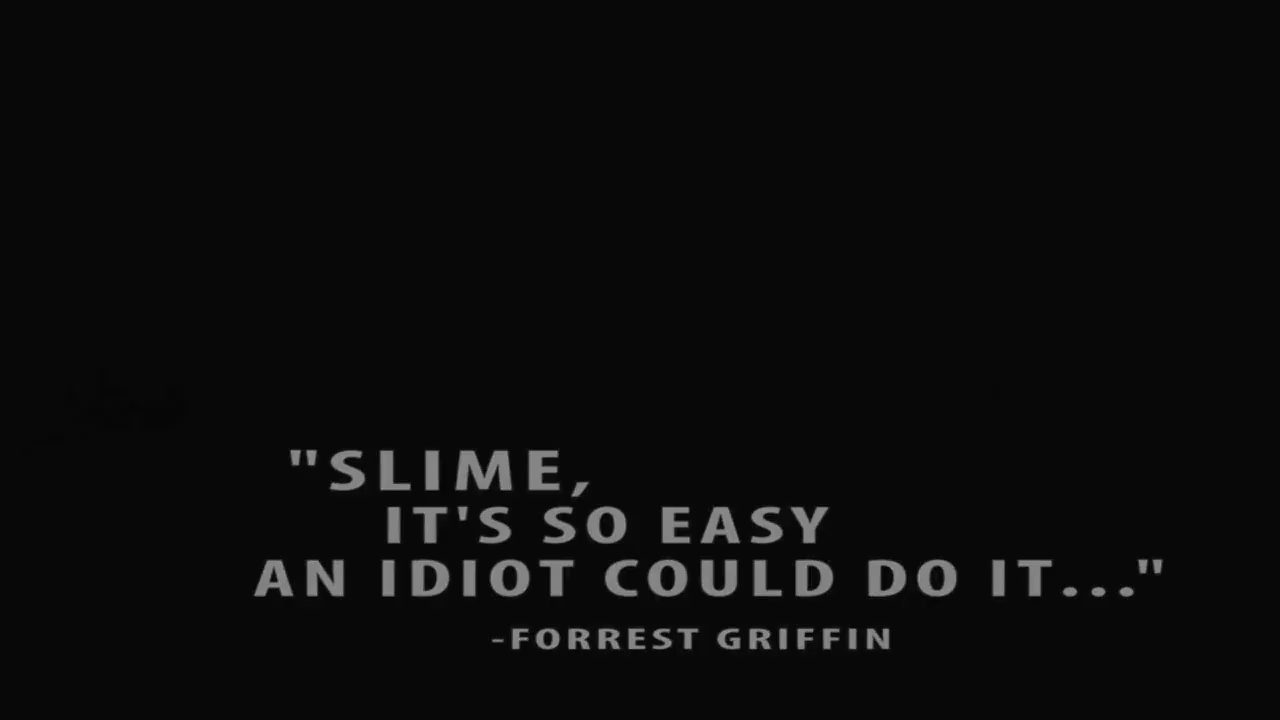 "SLIME,
IT'S SO EASY
AN IDIOT COULD DO IT..."
-FORREST GRIFFIN